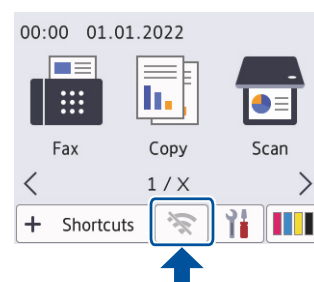 00:00 01.01.2022
Fax Copy Scan
< 1 / X >
+ Shortcuts